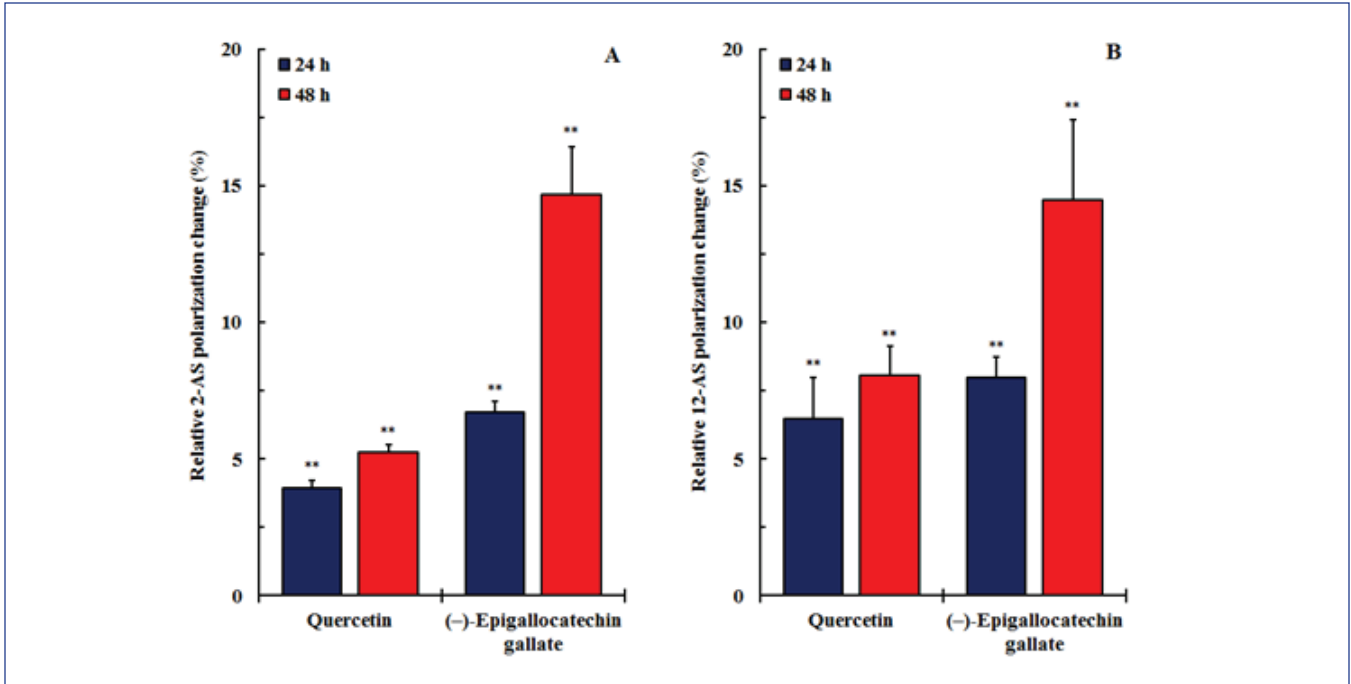 A
24 h
48 h
Relative 2-AS polarization change (%)
20
15
10
5
0
**
**
**
**
Quercetin
(−)-Epigallocatechin
gallate
B
24 h
48 h
Relative 12-AS polarization change (%)
20
15
10
5
0
**
**
**
**
Quercetin
(−)-Epigallocatechin
gallate